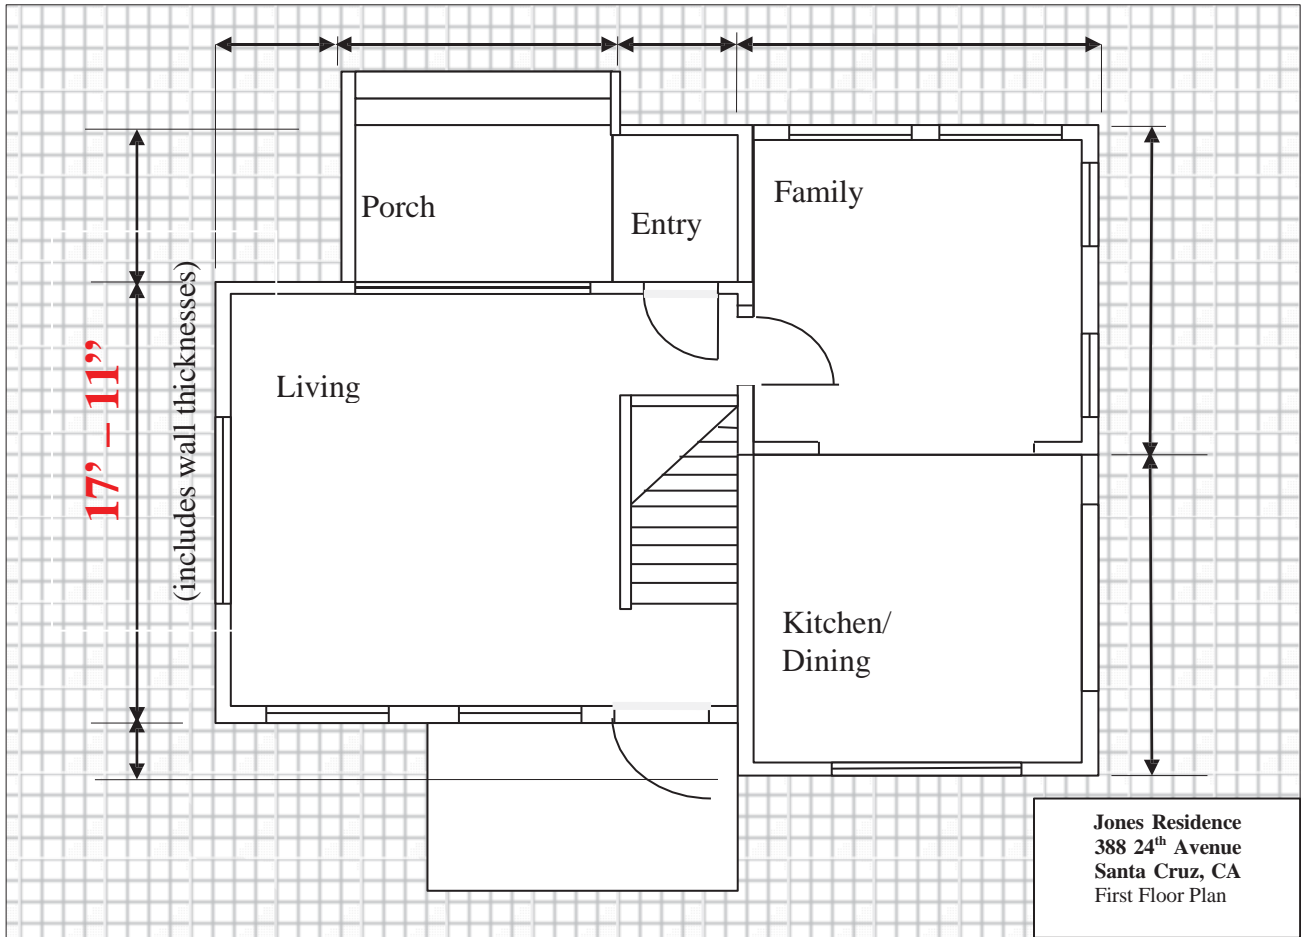 Porch
Entry
Family
Living
17’ – 11”
(includes wall thicknesses)
Kitchen/
Dining
Jones Residence
388 24th Avenue
Santa Cruz, CA
First Floor Plan